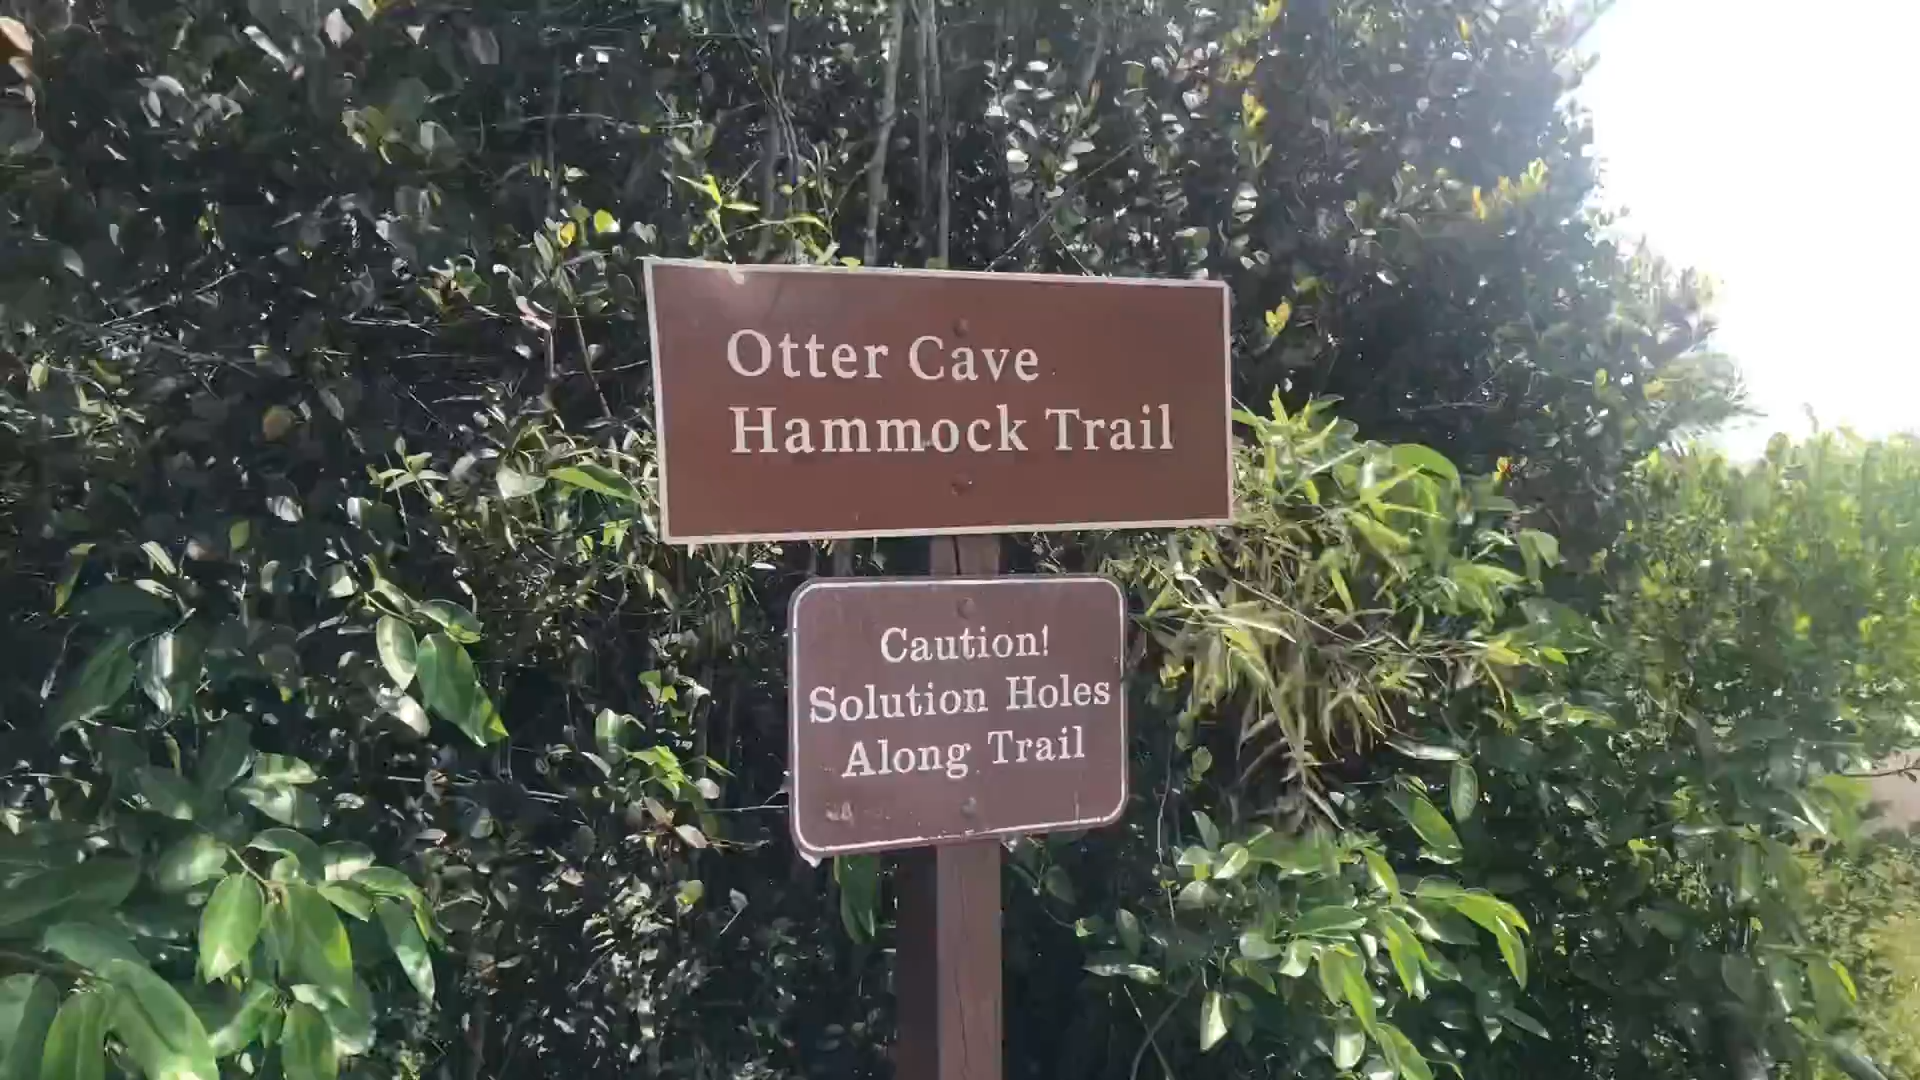 Otter Cave
Hammock Trail
Caution!
Solution Holes
Along Trail